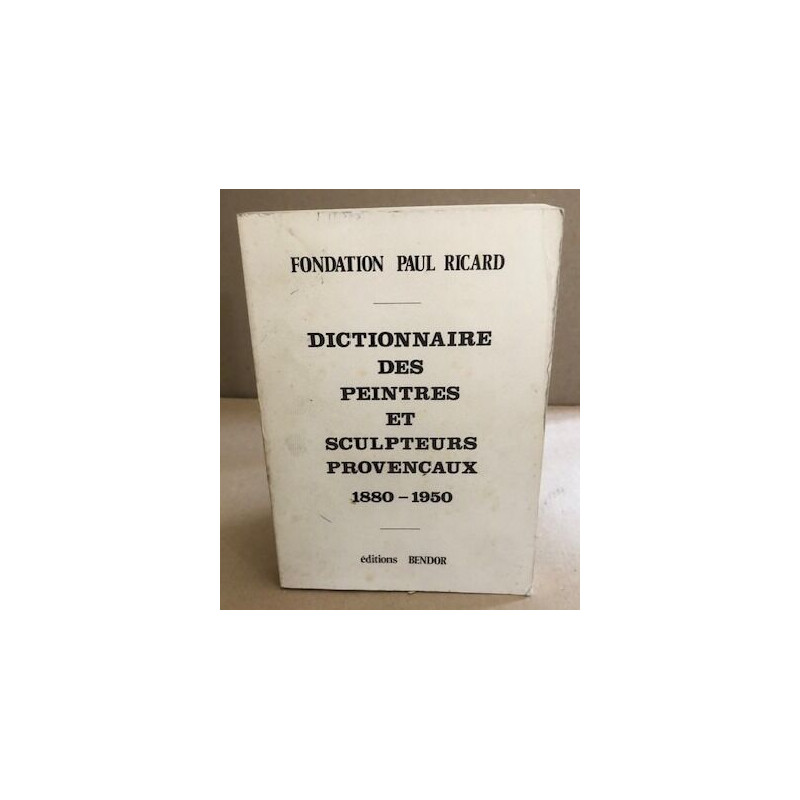 FONDATION PAUL RICARD
DICTIONNAIRE
DES
PEINTRES
ET
SCULPTEURS
PROVENÇAUX
1880 - 1950
éditions BENDOR